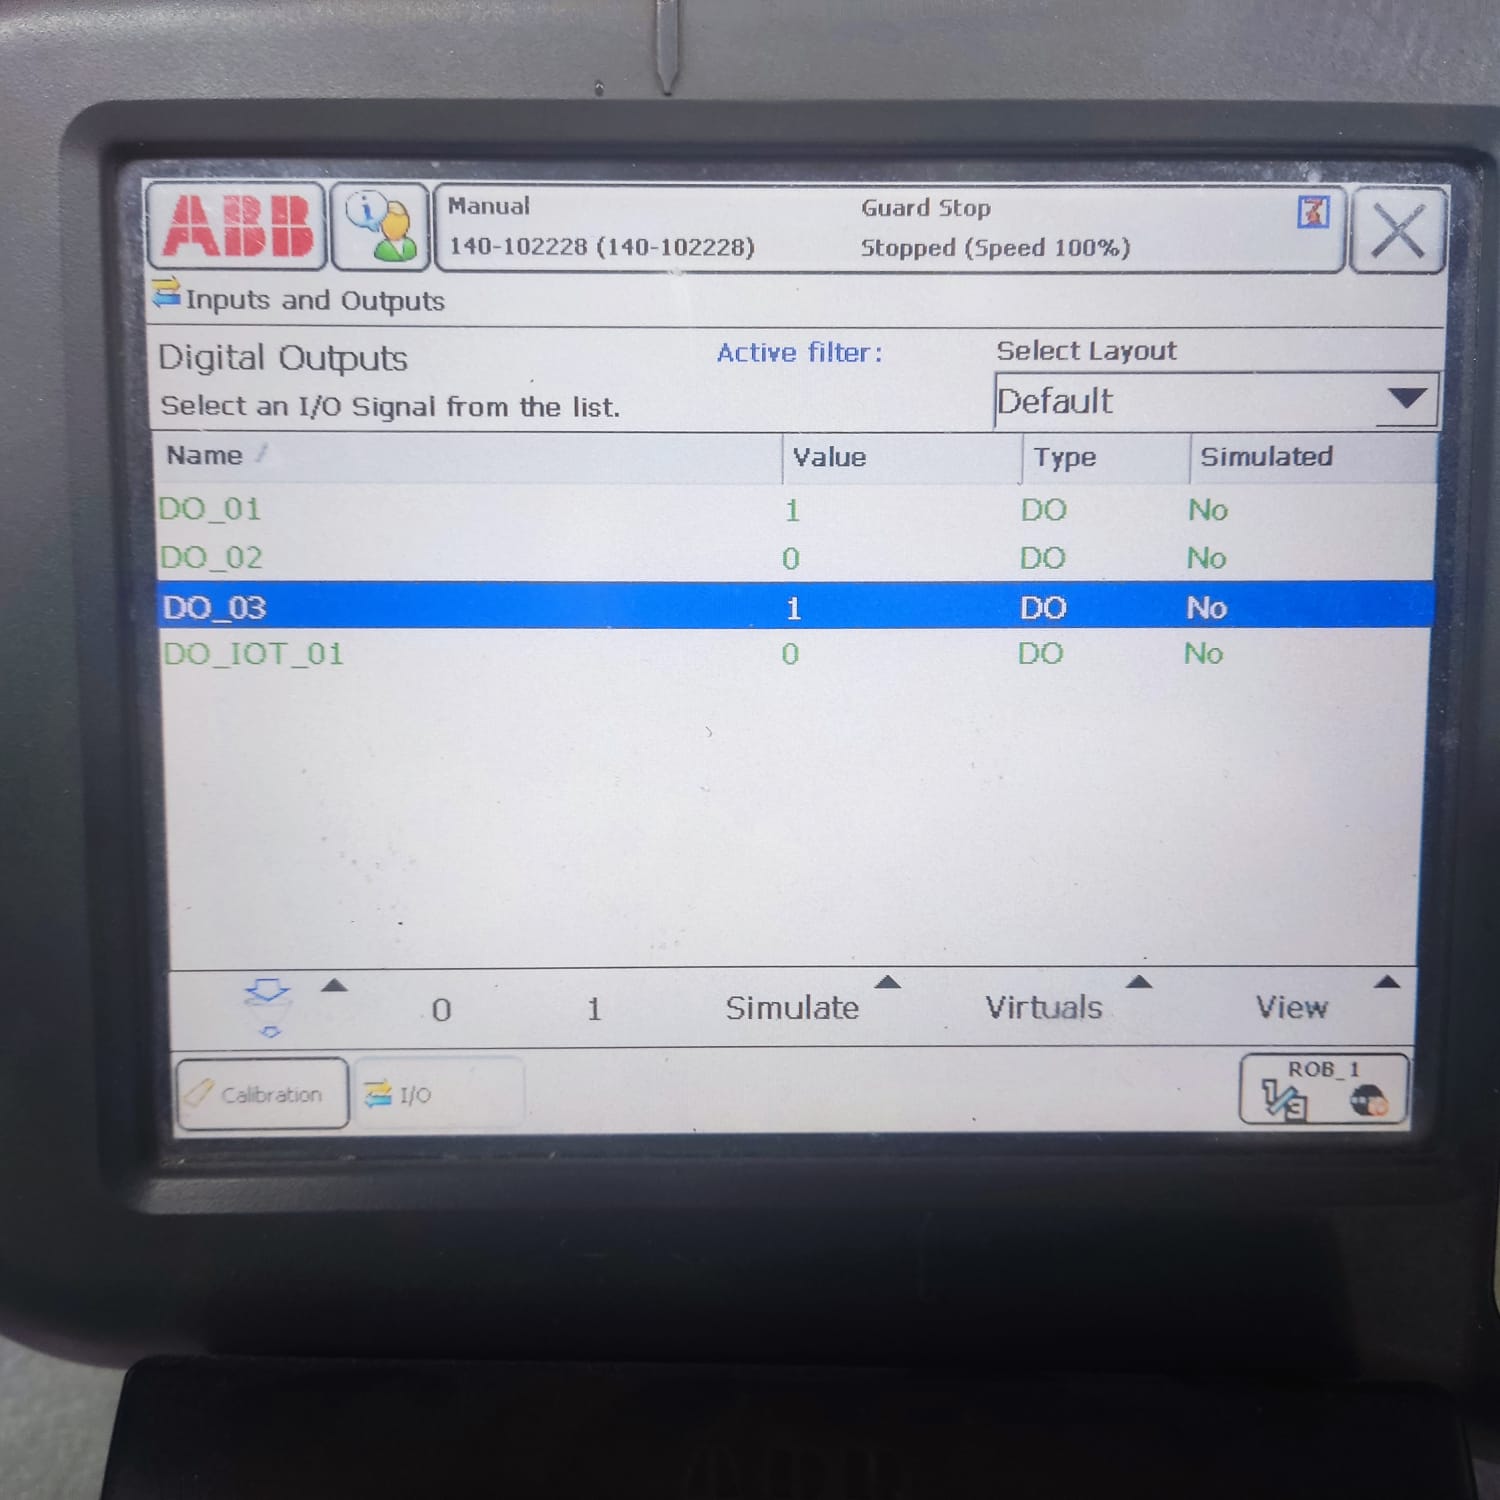 ABB
Manual
Guard Stop
140-102228 (140-102228)
Stopped (Speed 100%)
Inputs and Outputs
Digital Outputs
Active filter:
Select Layout
Select an I/O Signal from the list.
Default
Name Value Type Simulated
DO_01 1 DO No
DO_02 0 DO No
DO_03 1 DO No
DO_IOT_01 0 DO No
0 1 Simulate Virtuals View
Calibration
I/O
ROB_1
1/3